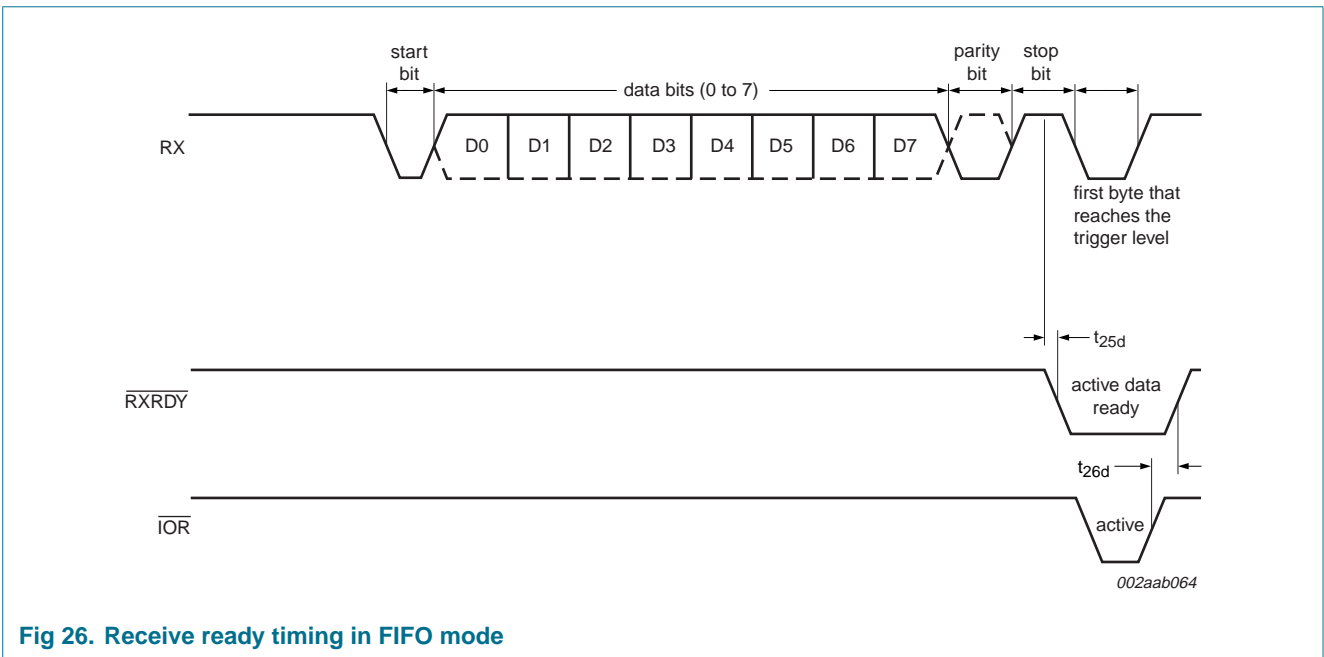 start
bit
data bits (0 to 7)
parity
bit
stop
bit
RX
D0 D1 D2 D3 D4 D5 D6 D7
first byte that
reaches the
trigger level
t25d
RXRDY
active data
ready
t26d
IOR
active
002aab064
Fig 26. Receive ready timing in FIFO mode